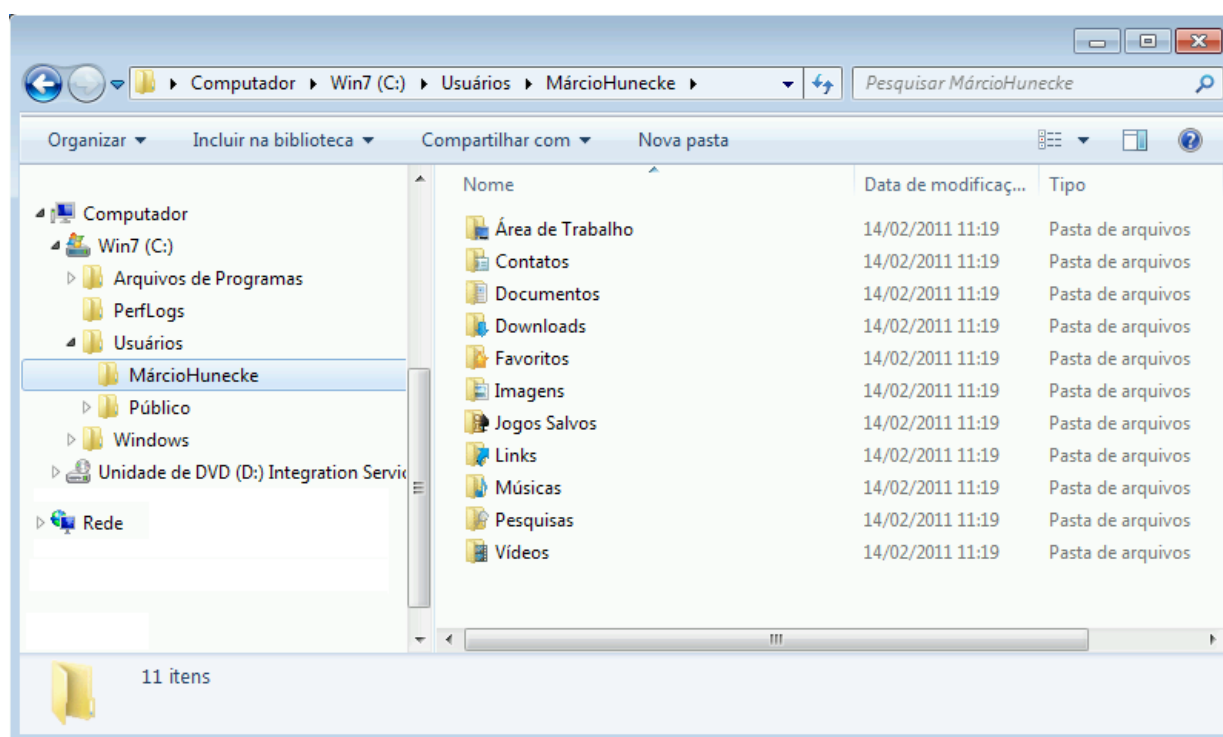 Computador Win7 (C:) Usuários MárcioHunecke
Pesquisar MárcioHunecke
Organizar Incluir na biblioteca Compartilhar com Nova pasta
Computador
Win7 (C:)
Arquivos de Programas
PerfLogs
Usuários
MárcioHunecke
Público
Windows
Unidade de DVD (D:) Integration Servic
Rede
Nome Data de modificaç... Tipo
Área de Trabalho 14/02/2011 11:19 Pasta de arquivos
Contatos 14/02/2011 11:19 Pasta de arquivos
Documentos 14/02/2011 11:19 Pasta de arquivos
Downloads 14/02/2011 11:19 Pasta de arquivos
Favoritos 14/02/2011 11:19 Pasta de arquivos
Imagens 14/02/2011 11:19 Pasta de arquivos
Jogos Salvos 14/02/2011 11:19 Pasta de arquivos
Links 14/02/2011 11:19 Pasta de arquivos
Músicas 14/02/2011 11:19 Pasta de arquivos
Pesquisas 14/02/2011 11:19 Pasta de arquivos
Vídeos 14/02/2011 11:19 Pasta de arquivos
11 itens